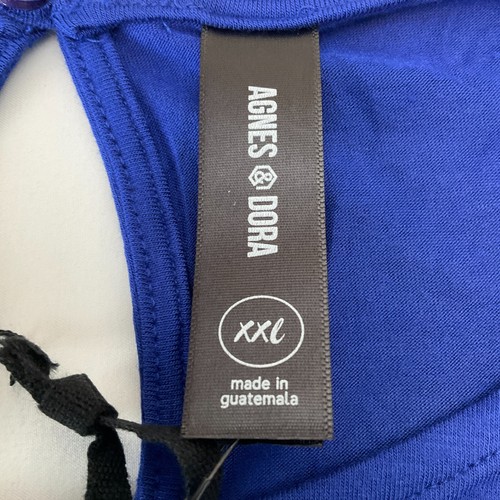 AGNES & DORA
XXL
made in
guatemala